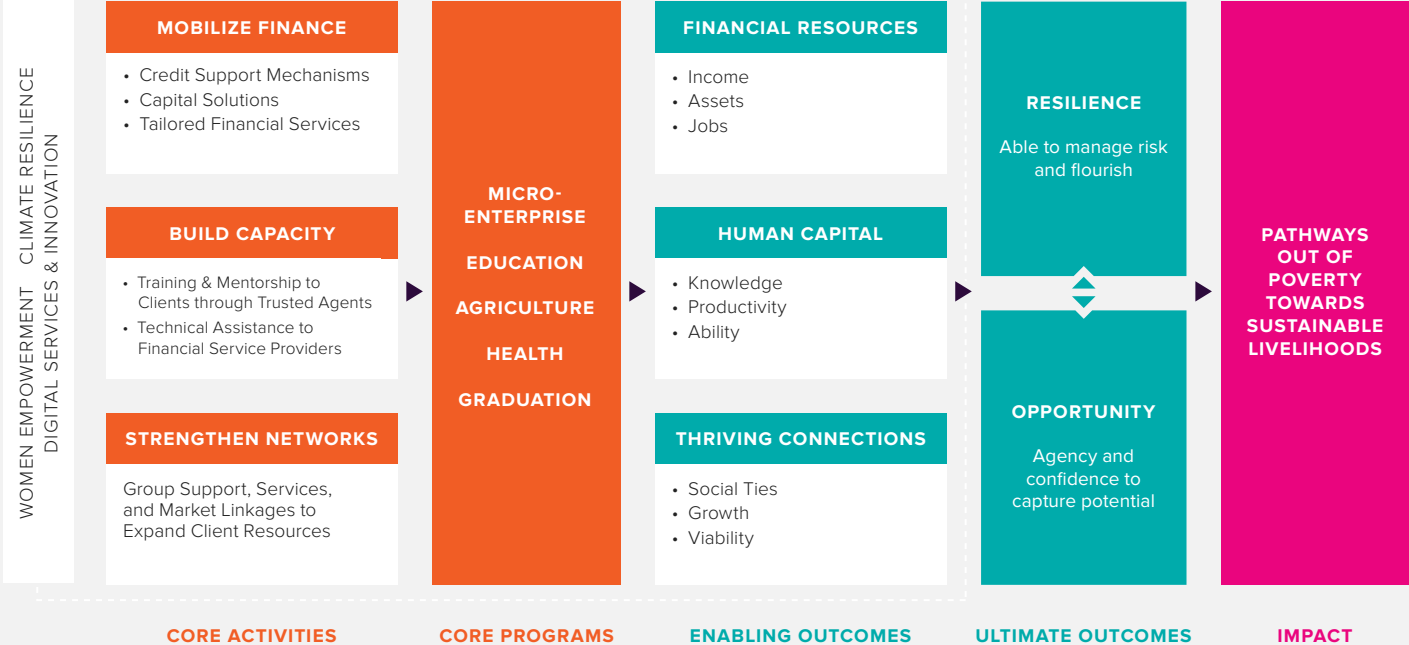 WOMEN EMPOWERMENT CLIMATE RESILIENCE
DIGITAL SERVICES & INNOVATION
MOBILIZE FINANCE
• Credit Support Mechanisms
• Capital Solutions
• Tailored Financial Services
BUILD CAPACITY
• Training & Mentorship to
Clients through Trusted Agents
• Technical Assistance to
Financial Service Providers
STRENGTHEN NETWORKS
Group Support, Services,
and Market Linkages to
Expand Client Resources
MICRO-
ENTERPRISE
EDUCATION
AGRICULTURE
HEALTH
GRADUATION
FINANCIAL RESOURCES
• Income
• Assets
• Jobs
HUMAN CAPITAL
• Knowledge
• Productivity
• Ability
THRIVING CONNECTIONS
• Social Ties
• Growth
• Viability
RESILIENCE
Able to manage risk
and flourish
OPPORTUNITY
Agency and
confidence to
capture potential
PATHWAYS
OUT OF
POVERTY
TOWARDS
SUSTAINABLE
LIVELIHOODS
CORE ACTIVITIES
CORE PROGRAMS
ENABLING OUTCOMES
ULTIMATE OUTCOMES
IMPACT